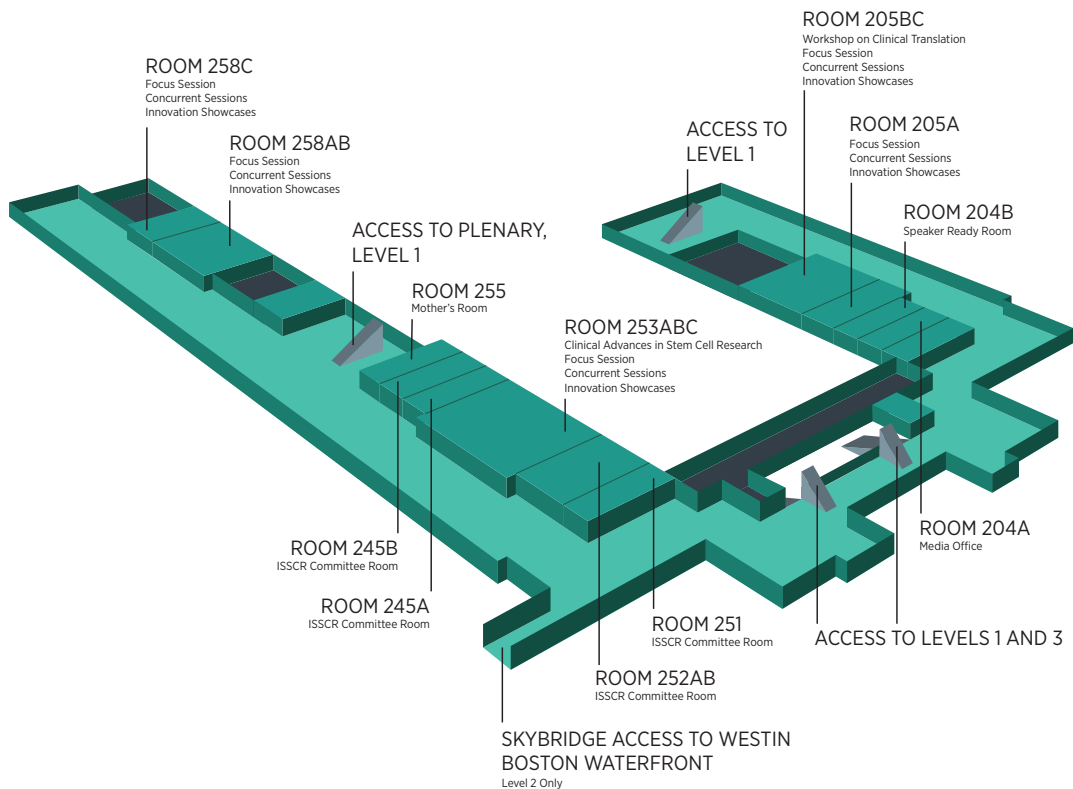 ROOM 205BC
Workshop on Clinical Translation
Focus Session
Concurrent Sessions
Innovation Showcases
ROOM 258C
Focus Session
Concurrent Sessions
Innovation Showcases
ROOM 258AB
Focus Session
Concurrent Sessions
Innovation Showcases
ACCESS TO
LEVEL 1
ROOM 205A
Focus Session
Concurrent Sessions
Innovation Showcases
ROOM 204B
Speaker Ready Room
ACCESS TO PLENARY,
LEVEL 1
ROOM 255
Mother's Room
ROOM 253ABC
Clinical Advances in Stem Cell Research
Focus Session
Concurrent Sessions
Innovation Showcases
ROOM 204A
Media Office
ROOM 245B
ISSCR Committee Room
ROOM 245A
ISSCR Committee Room
ROOM 251
ISSCR Committee Room
ACCESS TO LEVELS 1 AND 3
ROOM 252AB
ISSCR Committee Room
SKYBRIDGE ACCESS TO WESTIN
BOSTON WATERFRONT
Level 2 Only